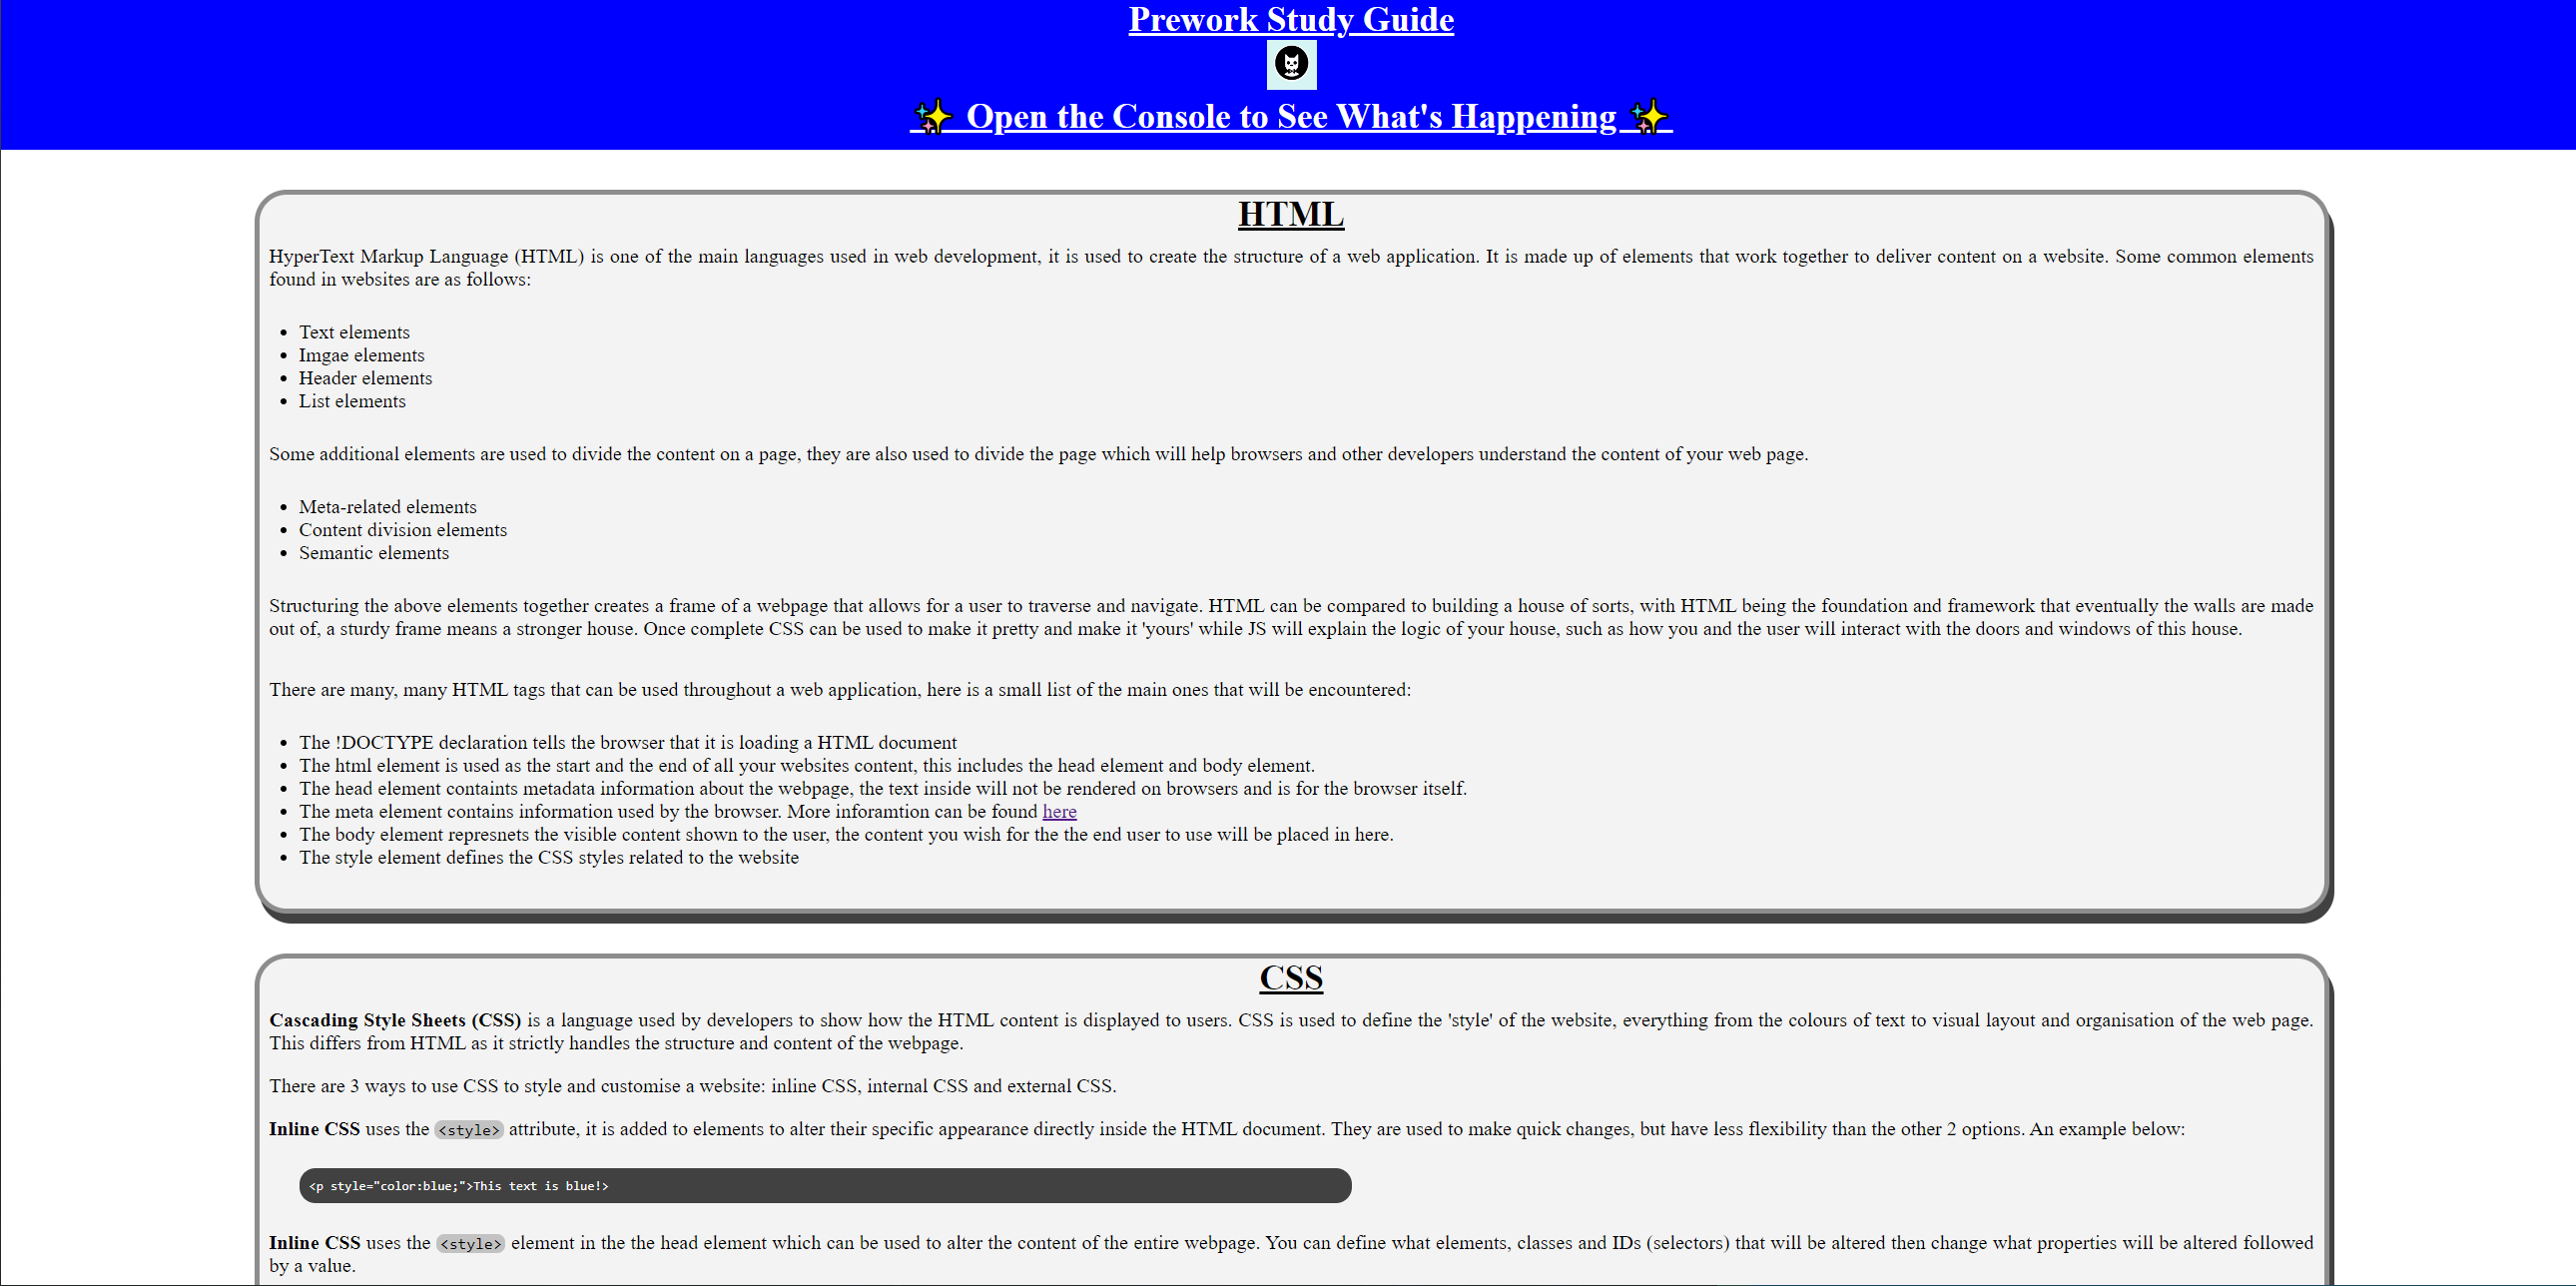 Prework Study Guide
✨ Open the Console to See What's Happening ✨
HTML
HyperText Markup Language (HTML) is one of the main languages used in web development, it is used to create the structure of a web application. It is made up of elements that work together to deliver content on a website. Some common elements
found in websites are as follows:
• Text elements
• Imgae elements
• Header elements
• List elements
Some additional elements are used to divide the content on a page, they are also used to divide the page which will help browsers and other developers understand the content of your web page.
• Meta-related elements
• Content division elements
• Semantic elements
Structuring the above elements together creates a frame of a webpage that allows for a user to traverse and navigate. HTML can be compared to building a house of sorts, with HTML being the foundation and framework that eventually the walls are made
out of, a sturdy frame means a stronger house. Once complete CSS can be used to make it pretty and make it 'yours' while JS will explain the logic of your house, such as how you and the user will interact with the doors and windows of this house.
There are many, many HTML tags that can be used throughout a web application, here is a small list of the main ones that will be encountered:
• The !DOCTYPE declaration tells the browser that it is loading a HTML document
• The html element is used as the start and the end of all your websites content, this includes the head element and body element.
• The head element containts metadata information about the webpage, the text inside will not be rendered on browsers and is for the browser itself.
• The meta element contains information used by the browser. More inforamtion can be found here
• The body element represnets the visible content shown to the user, the content you wish for the the end user to use will be placed in here.
• The style element defines the CSS styles related to the website
CSS
Cascading Style Sheets (CSS) is a language used by developers to show how the HTML content is displayed to users. CSS is used to define the 'style' of the website, everything from the colours of text to visual layout and organisation of the web page.
This differs from HTML as it strictly handles the structure and content of the webpage.
There are 3 ways to use CSS to style and customise a website: inline CSS, internal CSS and external CSS.
Inline CSS uses the <style> attribute, it is added to elements to alter their specific appearance directly inside the HTML document. They are used to make quick changes, but have less flexibility than the other 2 options. An example below:
<p style="color:blue;">This text is blue!>
Inline CSS uses the <style> element in the the head element which can be used to alter the content of the entire webpage. You can define what elements, classes and IDs (selectors) that will be altered then change what properties will be altered followed
by a value.